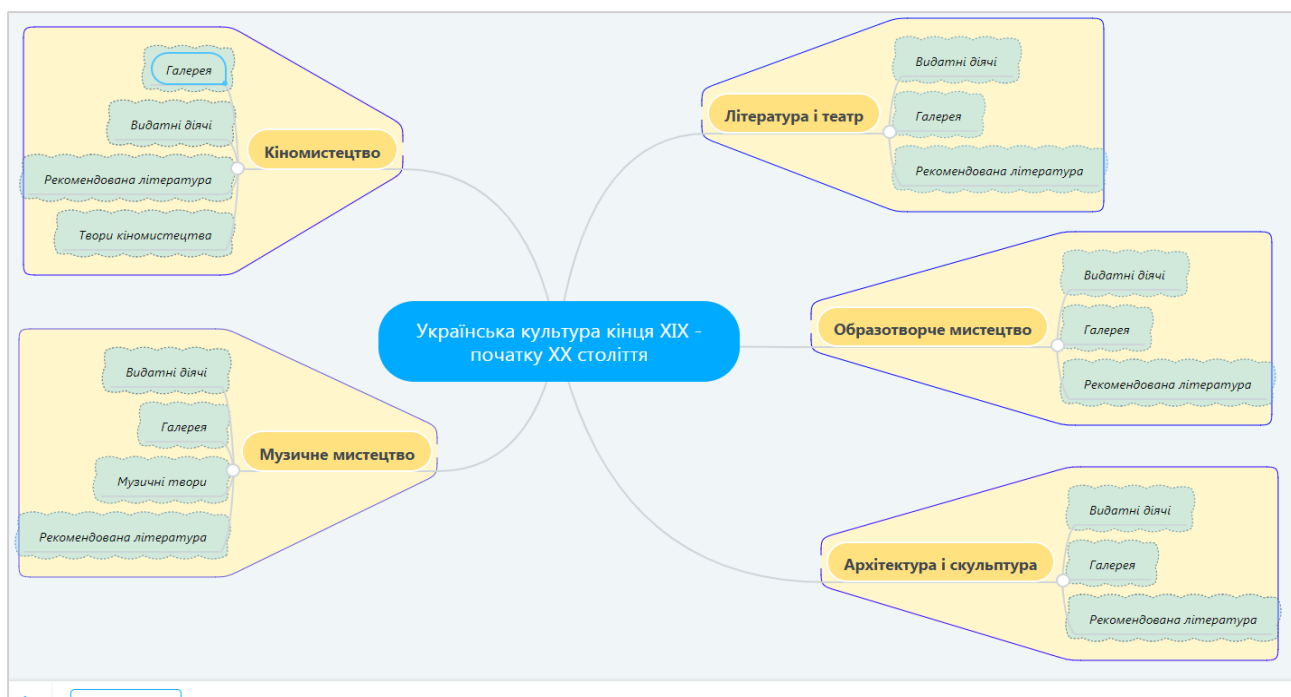 Українська культура кінця XIX -
початку XX століття
Кіномистецтво
Галерея
Видатні діячі
Рекомендована література
Твори кіномистецтва
Музичне мистецтво
Видатні діячі
Галерея
Музичні твори
Рекомендована література
Література і театр
Видатні діячі
Галерея
Рекомендована література
Образотворче мистецтво
Видатні діячі
Галерея
Рекомендована література
Архітектура і скульптура
Видатні діячі
Галерея
Рекомендована література